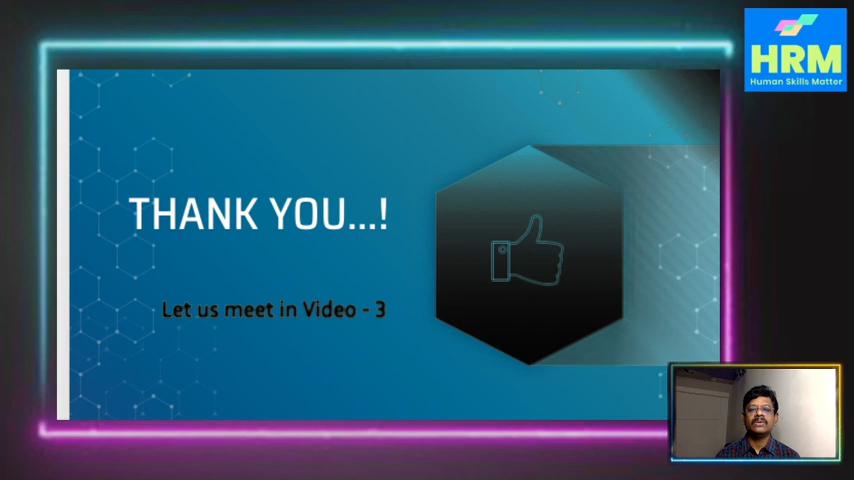 HRM
Human Skills Matter
THANK YOU...!
Let us meet in Video - 3